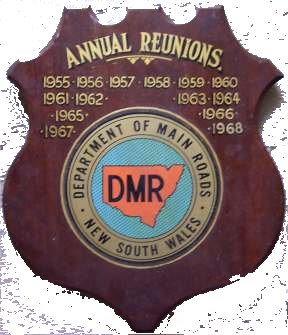 ANNUAL REUNIONS.
1955 · 1956 · 1957 · 1958 · 1959 · 1960
1961 · 1962 · · 1963 · 1964
· 1965 · · 1966
· 1967 · · 1968
· DEPARTMENT OF MAIN ROADS ·
DMR
NEW SOUTH WALES